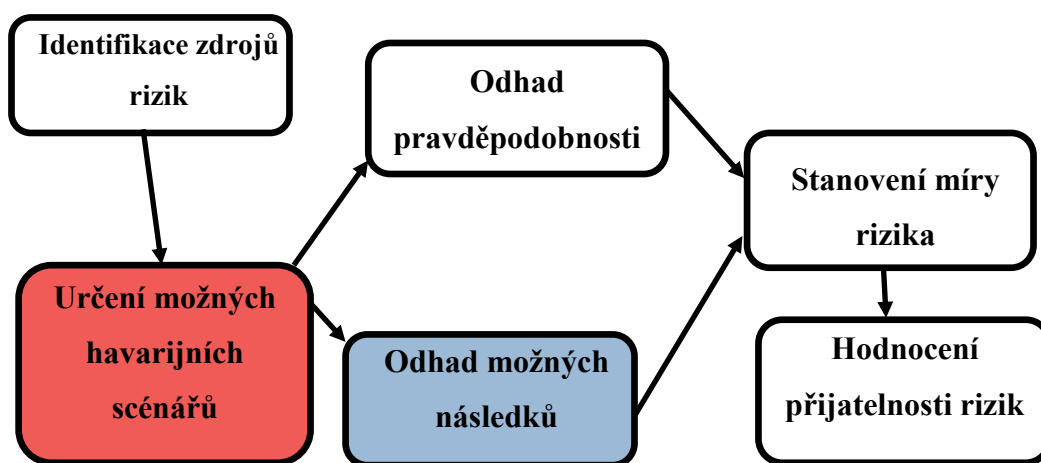 Identifikace zdrojů
rizik
Odhad
pravděpodobnosti
Stanovení míry
rizika
Určení možných
havarijních
scénářů
Odhad možných
následků
Hodnocení
přijatelnosti rizik